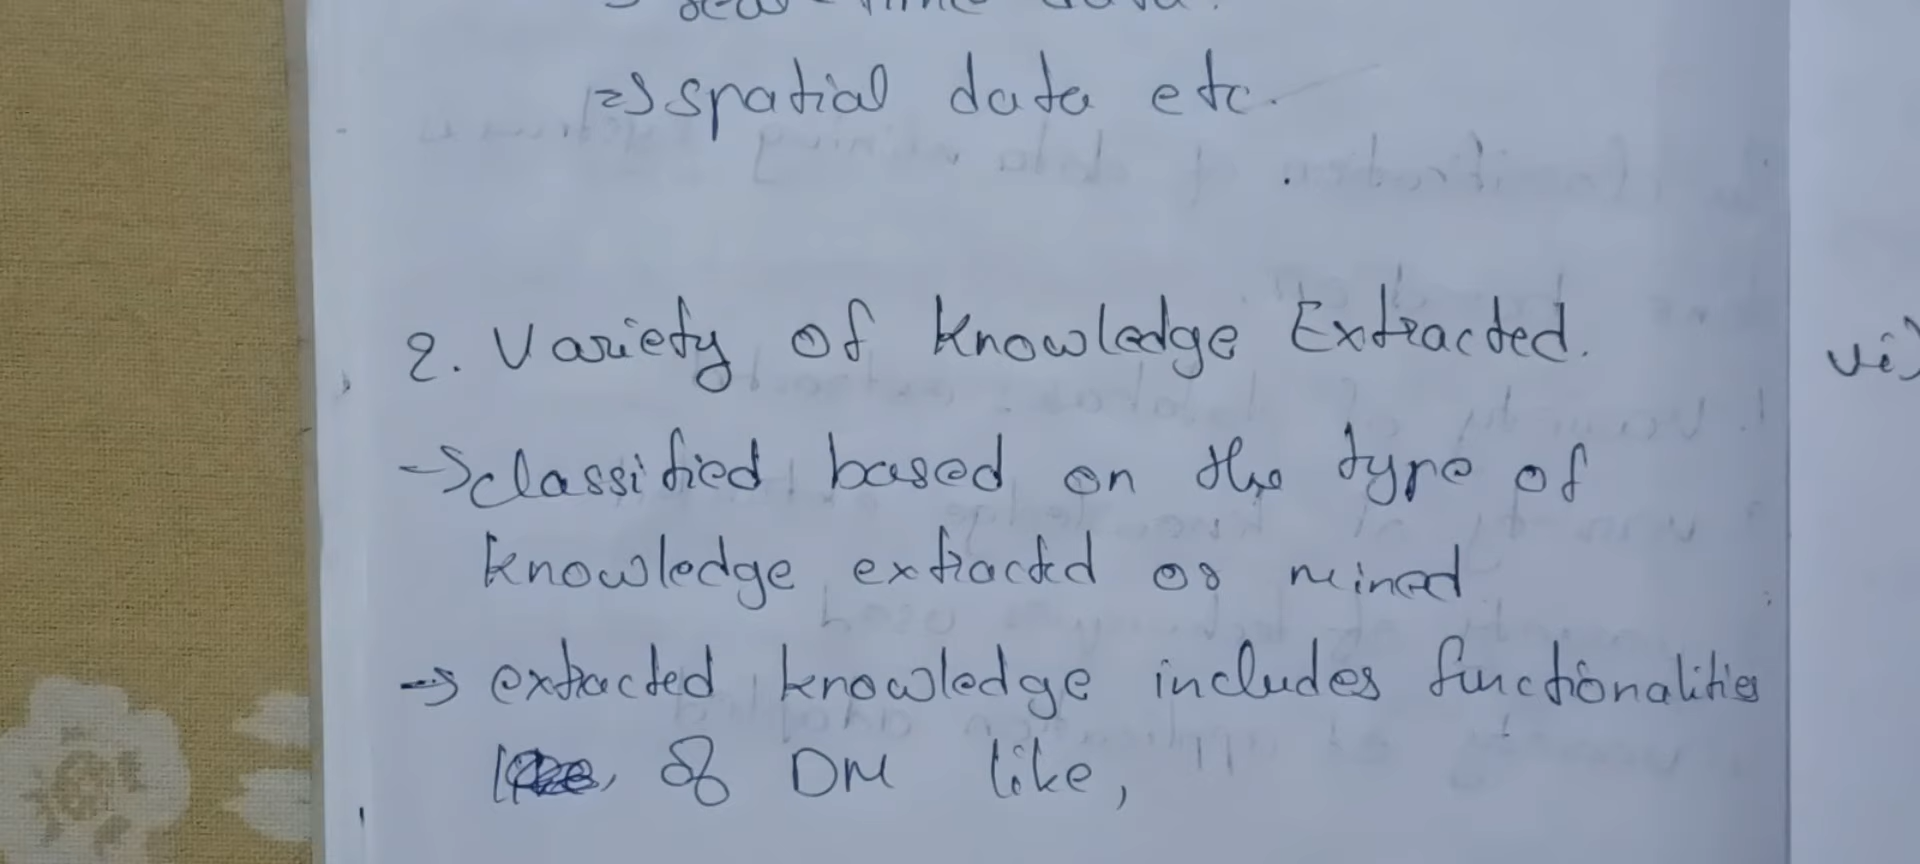 => spatial data etc.
2. Variety of knowledge Extracted.
-> classified based on the type of
knowledge extracted or mined
-> extracted knowledge includes functionalities
of DM like,
vi)